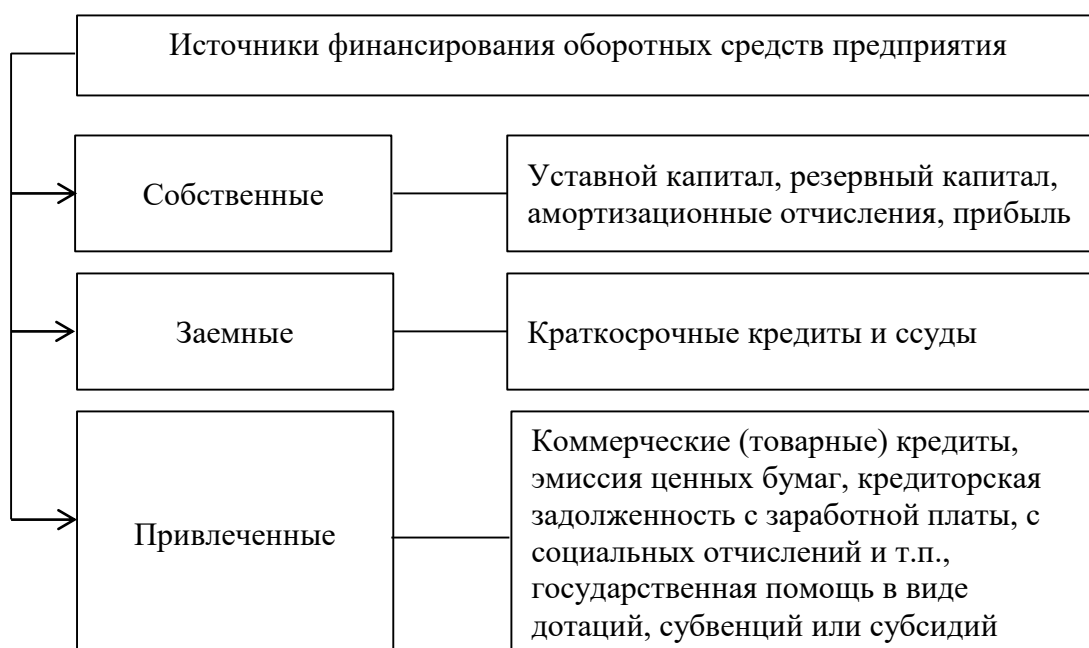 Источники финансирования оборотных средств предприятия
Собственные
Уставной капитал, резервный капитал,
амортизационные отчисления, прибыль
Заемные
Краткосрочные кредиты и ссуды
Привлеченные
Коммерческие (товарные) кредиты,
эмиссия ценных бумаг, кредиторская
задолженность с заработной платы, с
социальных отчислений и т.п.,
государственная помощь в виде
дотаций, субвенций или субсидий